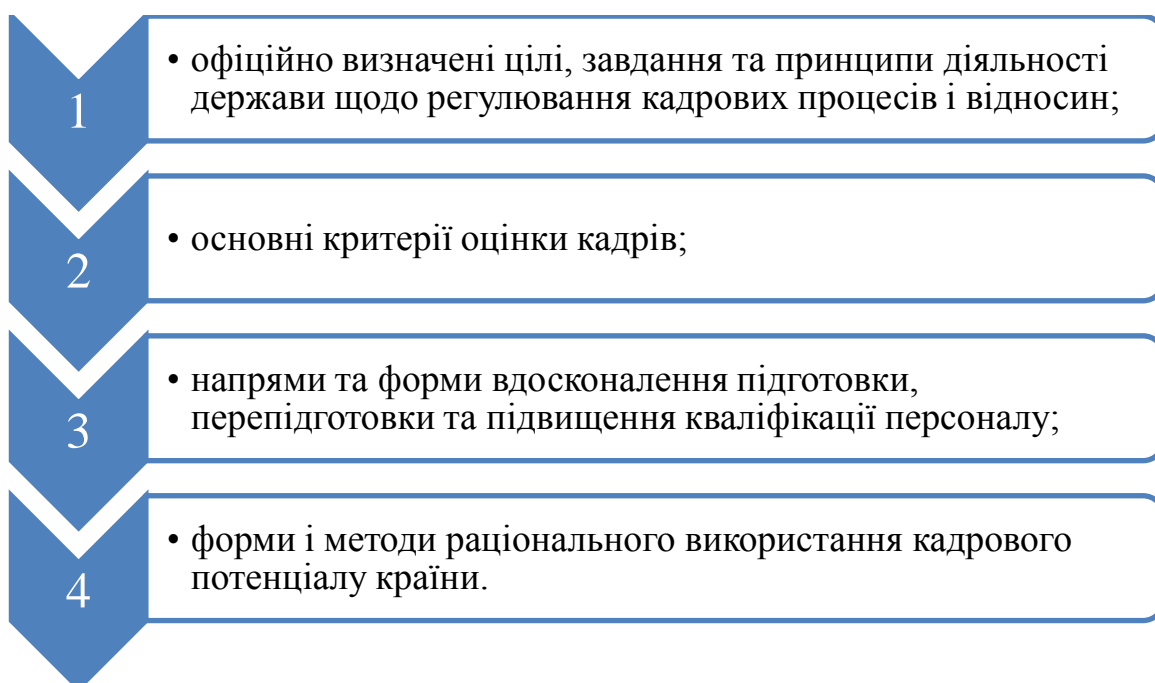 1
• офіційно визначені цілі, завдання та принципи діяльності
держави щодо регулювання кадрових процесів і відносин;
2
• основні критерії оцінки кадрів;
3
• напрями та форми вдосконалення підготовки,
перепідготовки та підвищення кваліфікації персоналу;
4
• форми і методи раціонального використання кадрового
потенціалу країни.